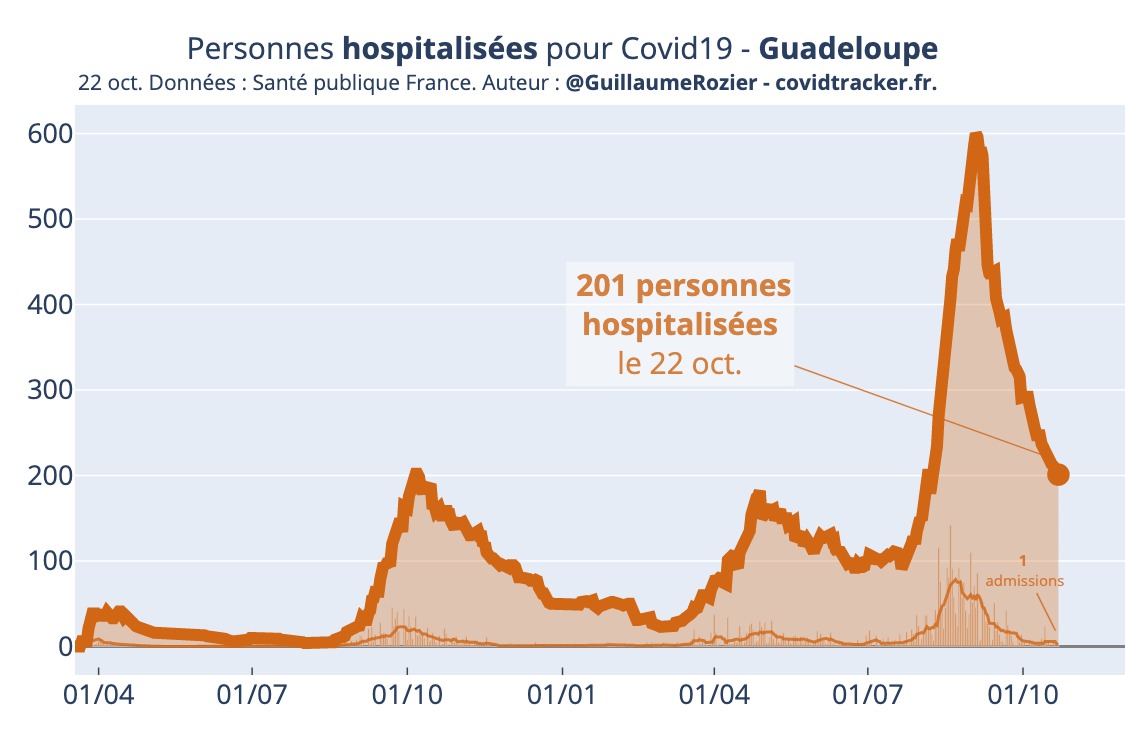 Personnes hospitalisées pour Covid19 - Guadeloupe
22 oct. Données : Santé publique France. Auteur : @GuillaumeRozier - covidtracker.fr.
600
500
400
300
200
100
0
201 personnes
hospitalisées
le 22 oct.
1
admissions
01/04
01/07
01/10
01/01
01/04
01/07
01/10